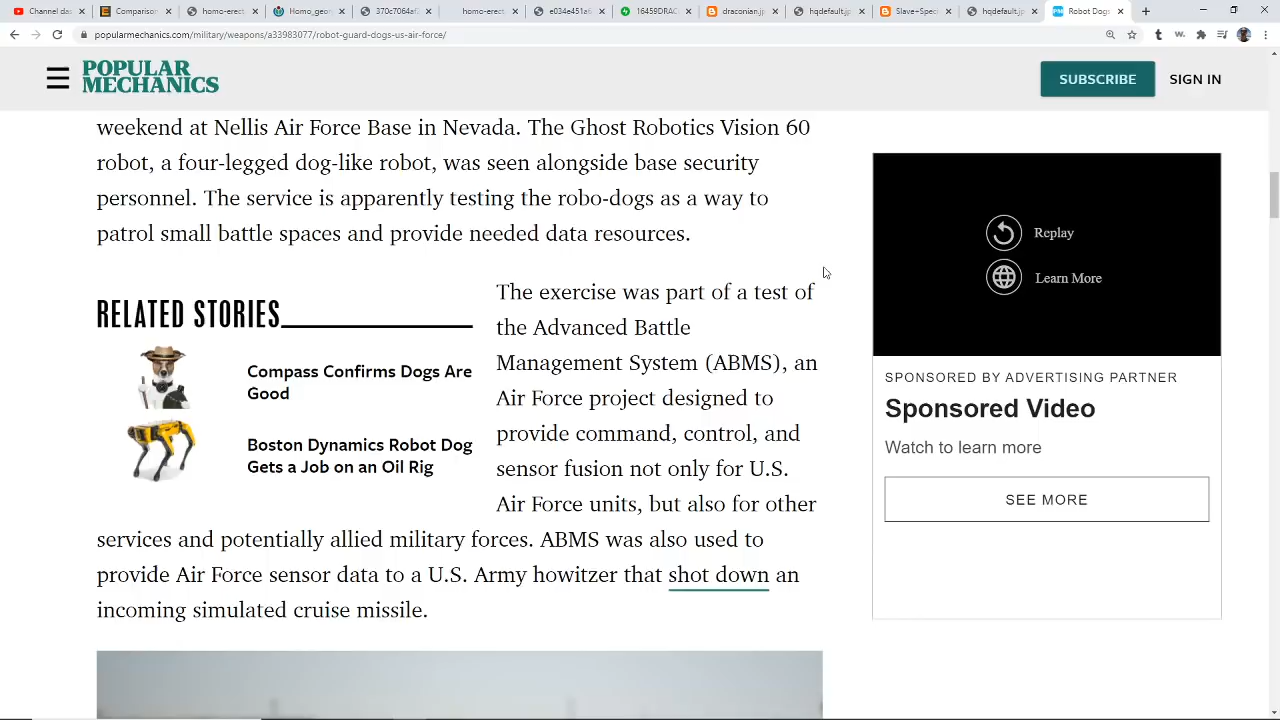 Channel das
Comparison
homo-erect
Homo_geor
370c7064af
homo-erect
e034e451a6
16459DRAC
draconian.jp
hqdefault.jp
Slave+Spec
hqdefault.jp
Robot Dogs
popularmechanics.com/military/weapons/a33983077/robot-guard-dogs-us-air-force/
POPULAR
MECHANICS
SUBSCRIBE
SIGN IN
weekend at Nellis Air Force Base in Nevada. The Ghost Robotics Vision 60
robot, a four-legged dog-like robot, was seen alongside base security
personnel. The service is apparently testing the robo-dogs as a way to
patrol small battle spaces and provide needed data resources.
RELATED STORIES
Compass Confirms Dogs Are
Good
Boston Dynamics Robot Dog
Gets a Job on an Oil Rig
The exercise was part of a test of
the Advanced Battle
Management System (ABMS), an
Air Force project designed to
provide command, control, and
sensor fusion not only for U.S.
Air Force units, but also for other
services and potentially allied military forces. ABMS was also used to
provide Air Force sensor data to a U.S. Army howitzer that shot down an
incoming simulated cruise missile.
Replay
Learn More
SPONSORED BY ADVERTISING PARTNER
Sponsored Video
Watch to learn more
SEE MORE